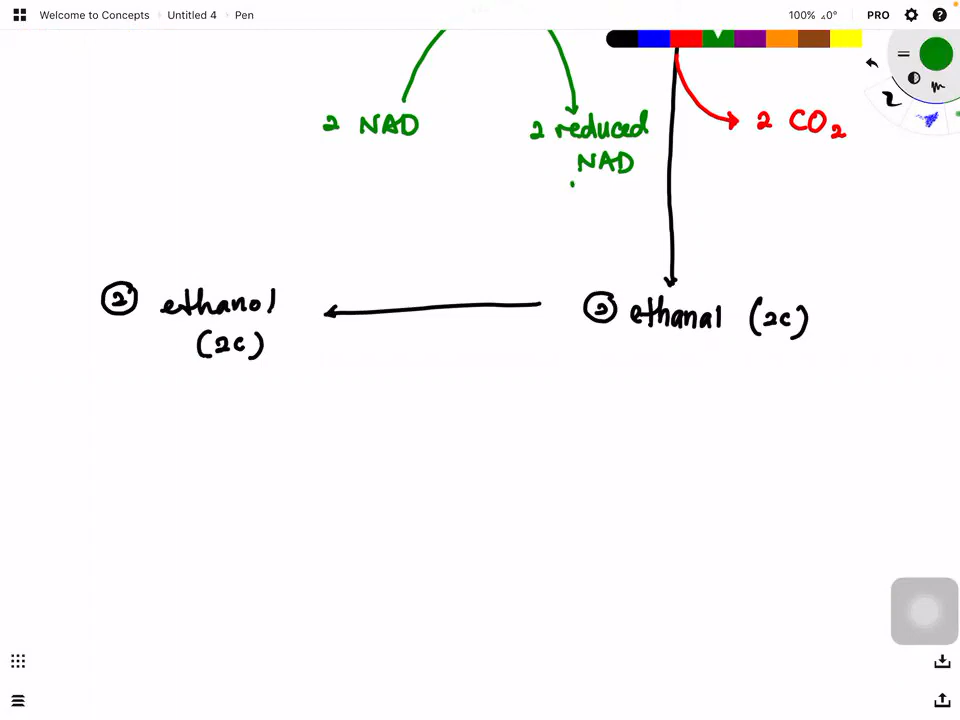 Welcome to Concepts › Untitled 4 › Pen
100% ⊿0° PRO
2 NAD
2 reduced
NAD
2 CO₂
② ethanol
(2c)
② ethanal (2c)